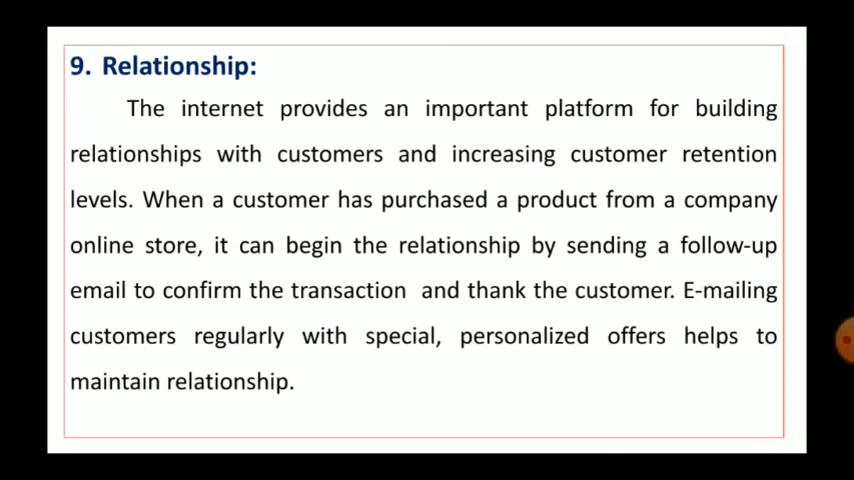 9. Relationship:
The internet provides an important platform for building
relationships with customers and increasing customer retention
levels. When a customer has purchased a product from a company
online store, it can begin the relationship by sending a follow-up
email to confirm the transaction and thank the customer. E-mailing
customers regularly with special, personalized offers helps to
maintain relationship.